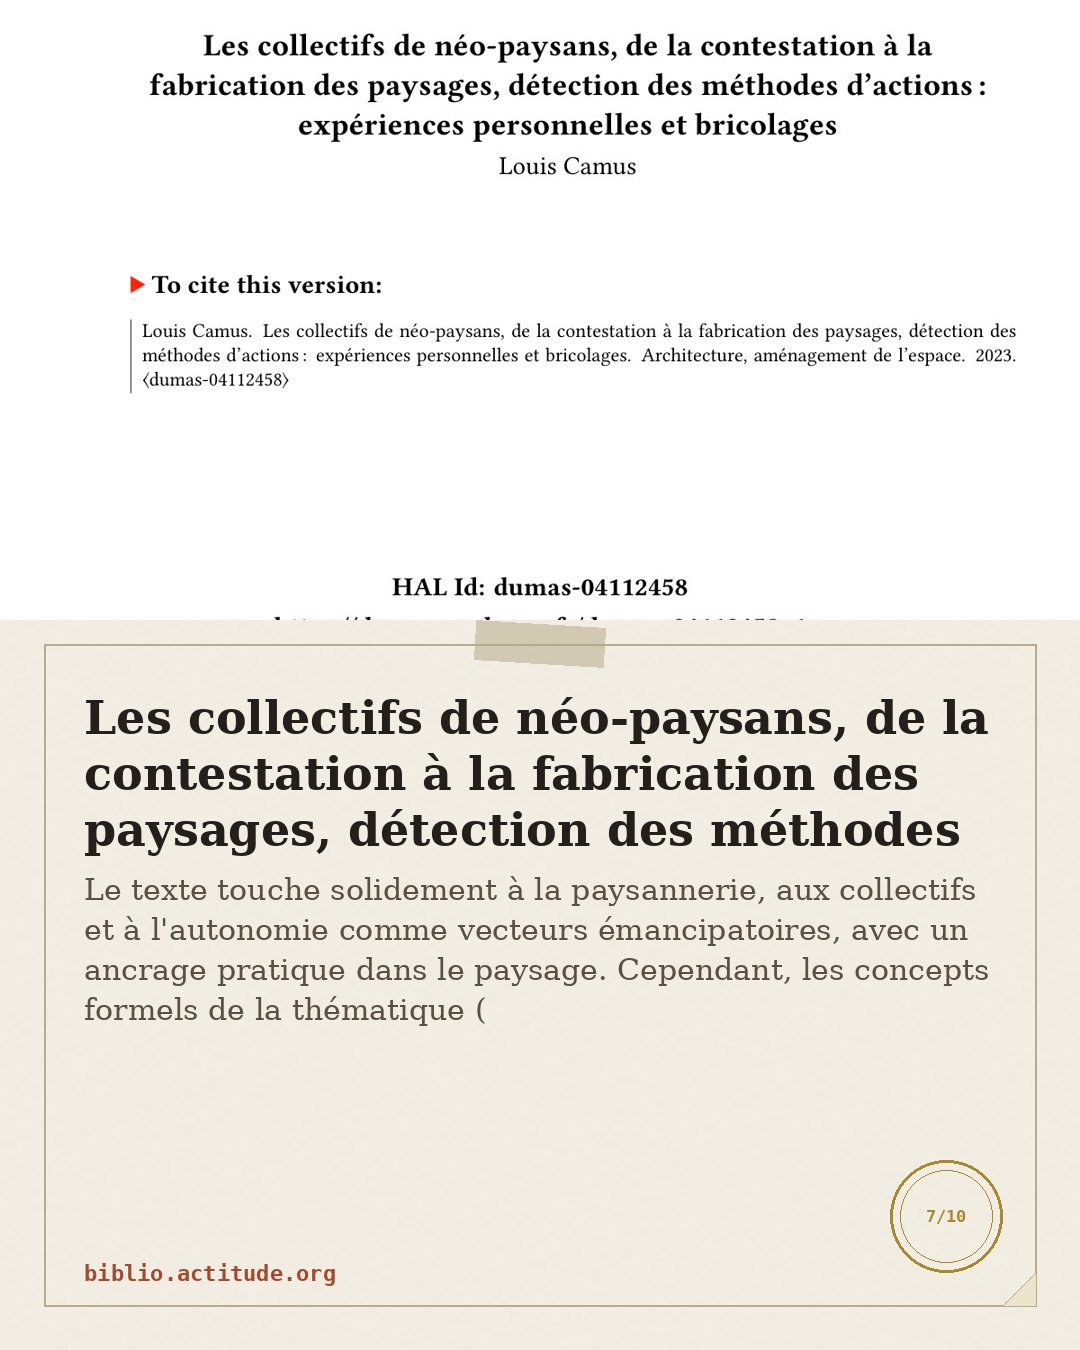 Les collectifs de néo-paysans, de la contestation à la
fabrication des paysages, détection des méthodes d’actions :
expériences personnelles et bricolages
Louis Camus
To cite this version:
Louis Camus. Les collectifs de néo-paysans, de la contestation à la fabrication des paysages, détection des
méthodes d’actions : expériences personnelles et bricolages. Architecture, aménagement de l’espace. 2023.
⟨dumas-04112458⟩
HAL Id: dumas-04112458
Les collectifs de néo-paysans, de la
contestation à la fabrication des
paysages, détection des méthodes
Le texte touche solidement à la paysannerie, aux collectifs
et à l'autonomie comme vecteurs émancipatoires, avec un
ancrage pratique dans le paysage. Cependant, les concepts
formels de la thématique (
7/10
biblio.actitude.org